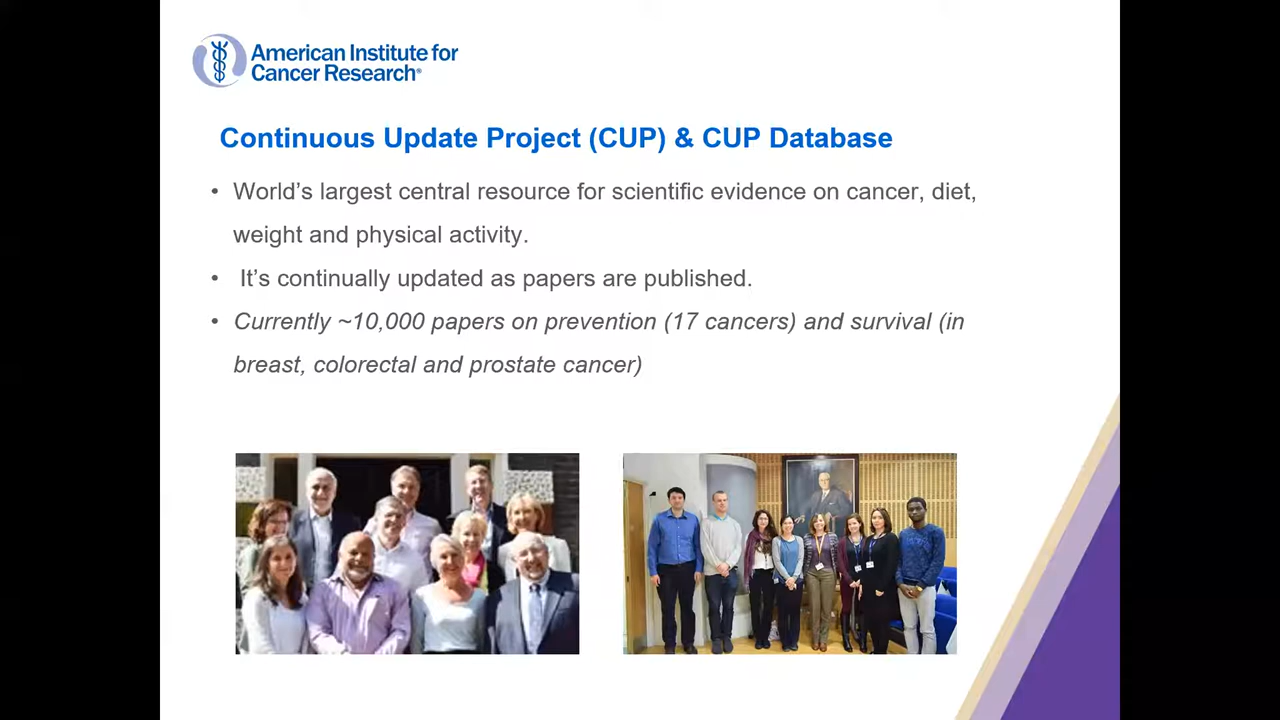 American Institute for
Cancer Research®
Continuous Update Project (CUP) & CUP Database
• World’s largest central resource for scientific evidence on cancer, diet,
weight and physical activity.
• It’s continually updated as papers are published.
• Currently ~10,000 papers on prevention (17 cancers) and survival (in
breast, colorectal and prostate cancer)